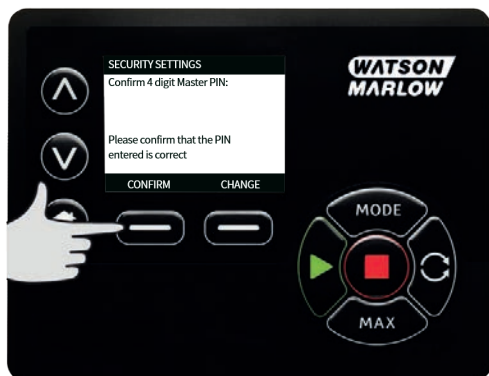 SECURITY SETTINGS
Confirm 4 digit Master PIN:
Please confirm that the PIN
entered is correct
CONFIRM CHANGE
WATSON
MARLOW
MODE
MAX